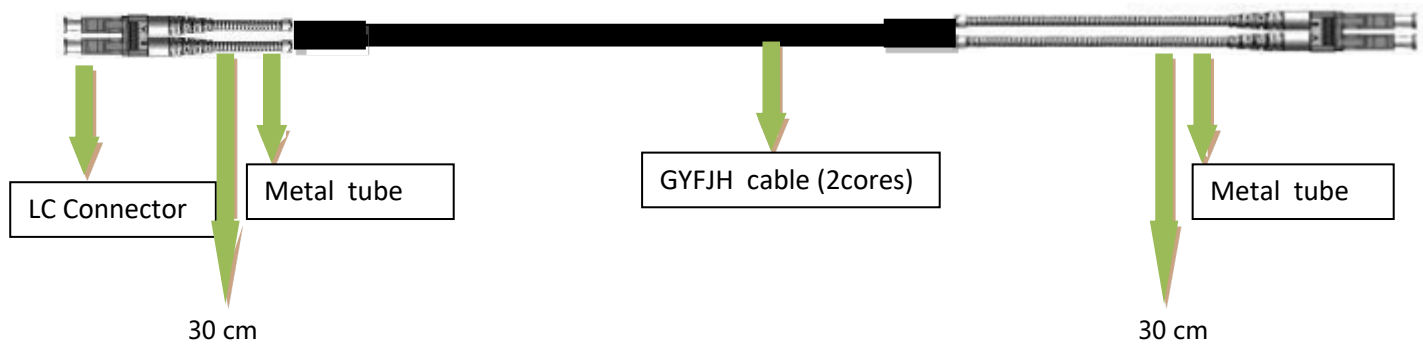 LC Connector
Metal tube
GYFJH cable (2cores)
Metal tube
30 cm
30 cm